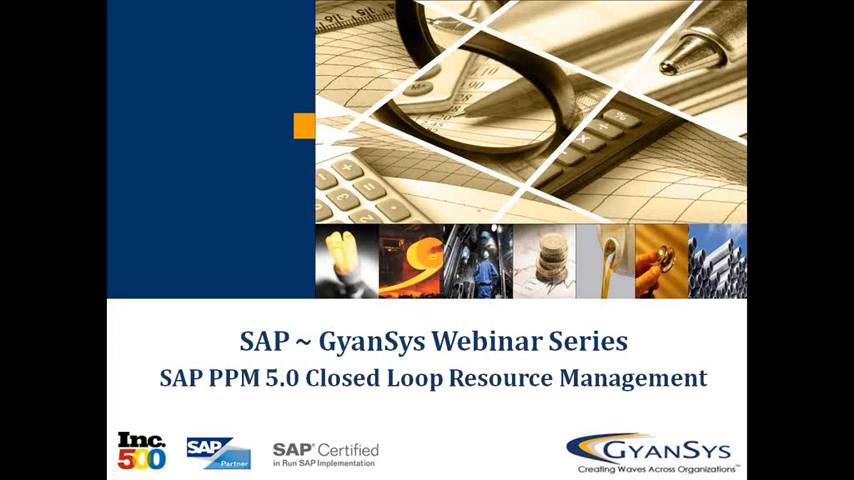 SAP ~ GyanSys Webinar Series
SAP PPM 5.0 Closed Loop Resource Management
Inc.
500
SAP
Partner
SAP® Certified
in Run SAP Implementation
GYANSYS
Creating Waves Across Organizations™